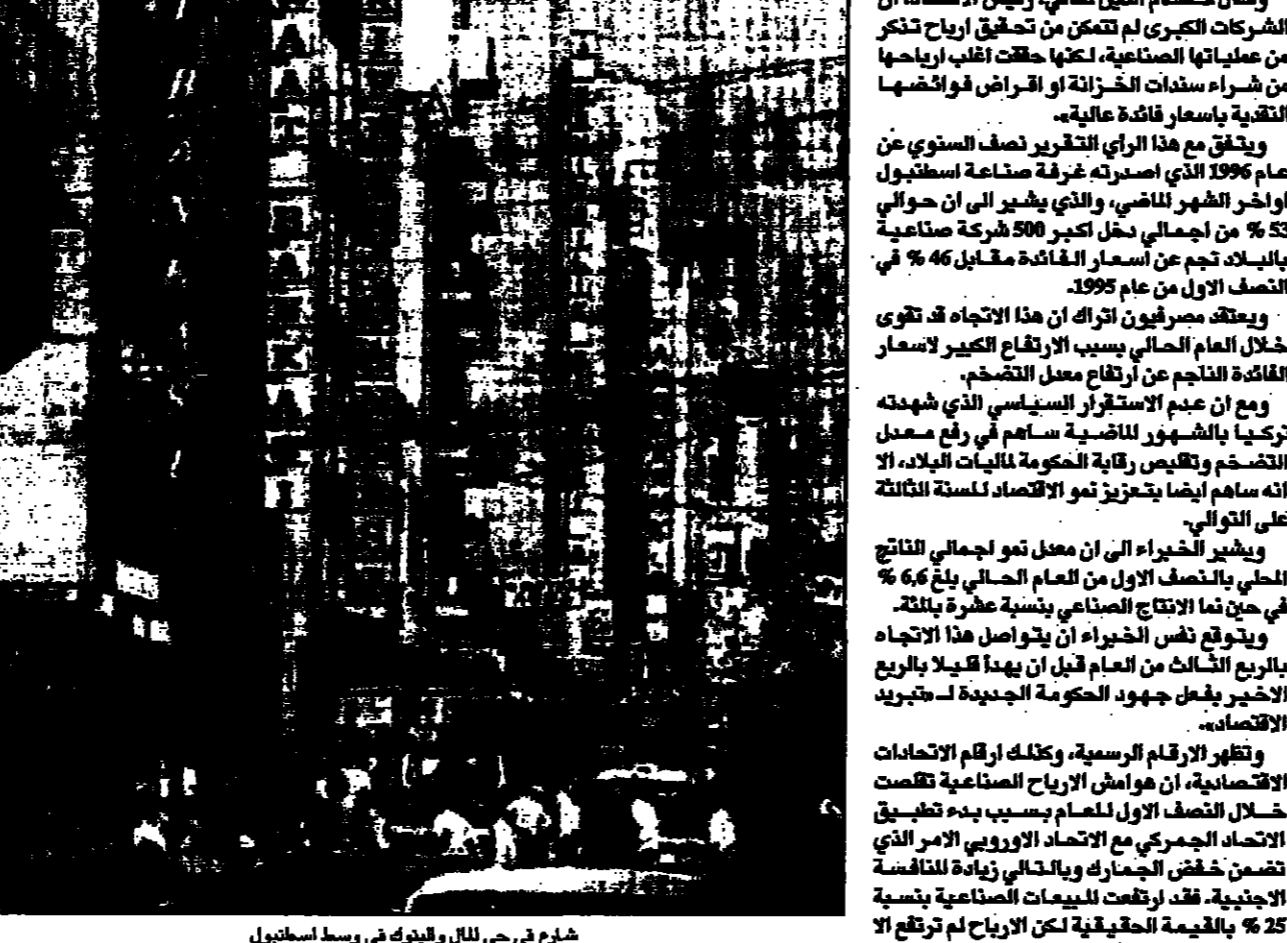 الشركات الكبرى لم تتمكن من تحقيق ارباح تذكر
من عملياتها الصناعية، لكنها حققت اغلب ارباحها
من شراء سندات الخزانة او اقراض فوائضها
النقدية باسعار فائدة عالية».
ويتفق مع هذا الرأي التقرير نصف السنوي عن
عام 1996 الذي اصدرته غرفة صناعة اسطنبول
اواخر الشهر الماضي، والذي يشير الى ان حوالي
53 % من اجمالي دخل اكبر 500 شركة صناعية
بالبلاد نجم عن اسعار الفائدة مقابل 46 % في
النصف الاول من عام 1995.
ويعتقد مصرفيون اتراك ان هذا الاتجاه قد تقوى
خلال العام الحالي بسبب الارتفاع الكبير لاسعار
الفائدة الناجم عن ارتفاع معدل التضخم.
ومع ان عدم الاستقرار السياسي الذي شهدته
تركيا بالشهور الماضية ساهم في رفع معدل
التضخم وتقليص رقابة الحكومة لماليات البلاد، الا
انه ساهم ايضا بتعزيز نمو الاقتصاد للسنة الثالثة
على التوالي.
ويشير الخبراء الى ان معدل نمو اجمالي الناتج
المحلي بالنصف الاول من العام الحالي بلغ 6,6 %
في حين نما الانتاج الصناعي بنسبة عشرة بالمئة.
ويتوقع نفس الخبراء ان يتواصل هذا الاتجاه
بالربع الثالث من العام قبل ان يهدأ قليلا بالربع
الاخير بفعل جهود الحكومة الجديدة لـ«تبريد
الاقتصاد».
وتظهر الارقام الرسمية، وكذلك ارقام الاتحادات
الاقتصادية، ان هوامش الارباح الصناعية تقلصت
خلال النصف الاول للعام بسبب بدء تطبيق
الاتحاد الجمركي مع الاتحاد الاوروبي الامر الذي
تضمن خفض الجمارك وبالتالي زيادة المنافسة
الاجنبية. فقد ارتفعت المبيعات الصناعية بنسبة
25 % بالقيمة الحقيقية لكن الارباح لم ترتفع الا
شارع في حي المال والبنوك في وسط اسطنبول